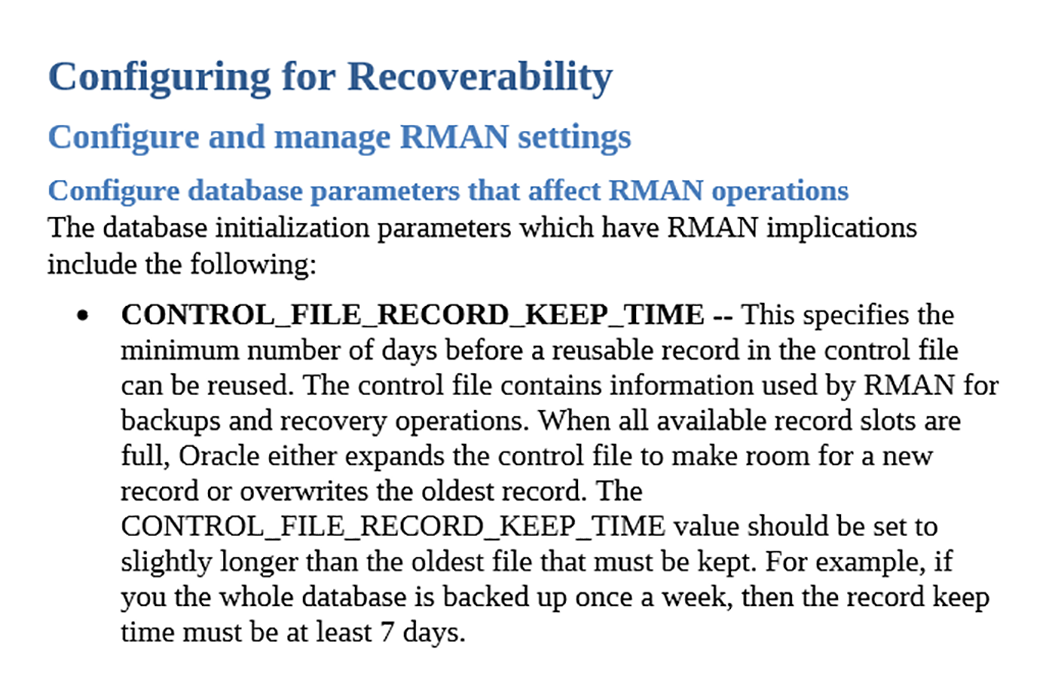 Configuring for Recoverability
Configure and manage RMAN settings
Configure database parameters that affect RMAN operations
The database initialization parameters which have RMAN implications
include the following:
• CONTROL_FILE_RECORD_KEEP_TIME -- This specifies the
minimum number of days before a reusable record in the control file
can be reused. The control file contains information used by RMAN for
backups and recovery operations. When all available record slots are
full, Oracle either expands the control file to make room for a new
record or overwrites the oldest record. The
CONTROL_FILE_RECORD_KEEP_TIME value should be set to
slightly longer than the oldest file that must be kept. For example, if
you the whole database is backed up once a week, then the record keep
time must be at least 7 days.